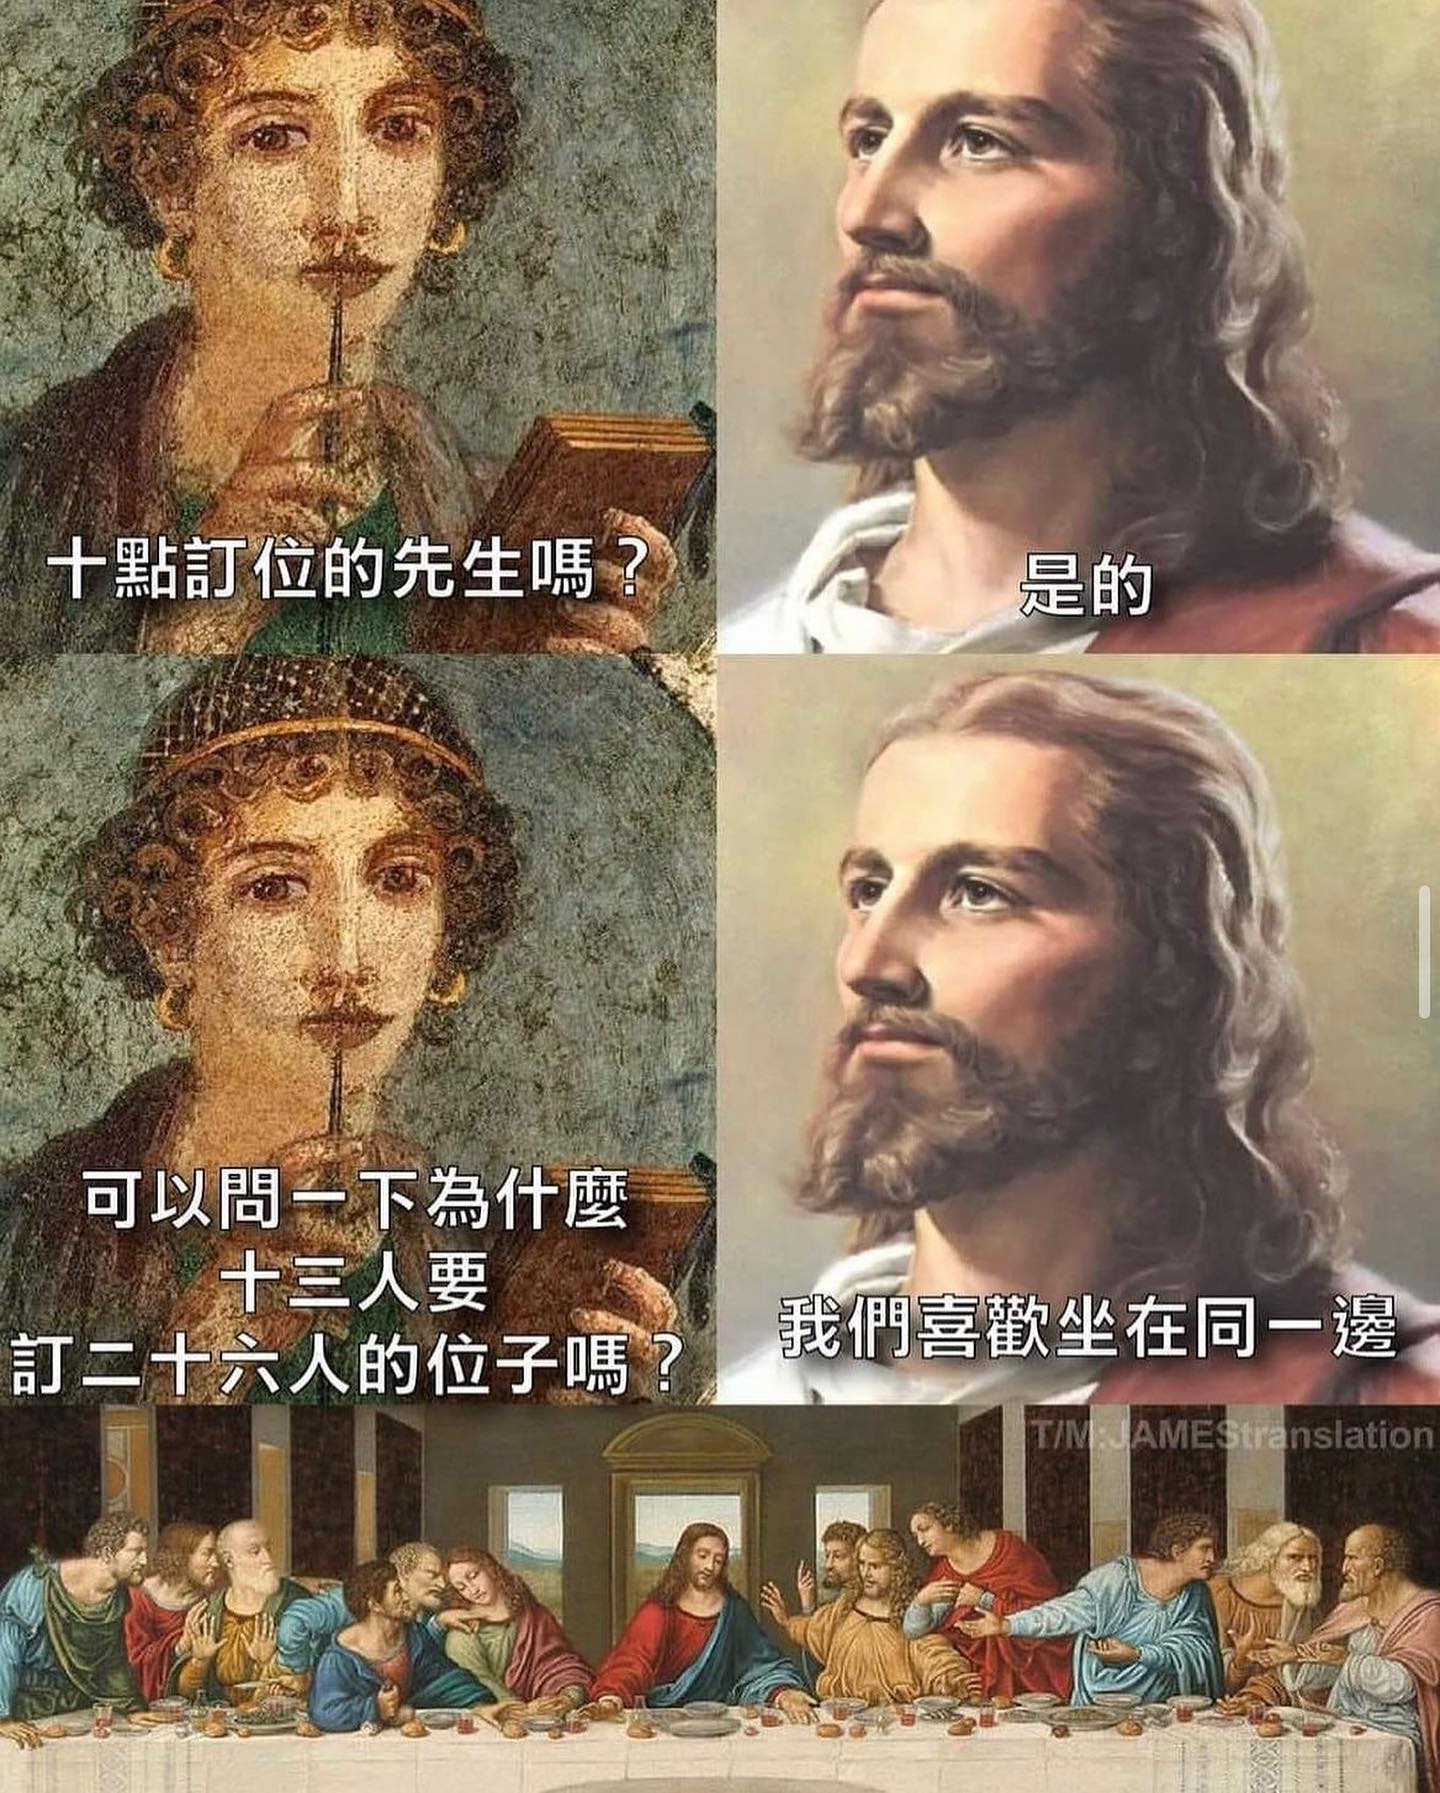 十點訂位的先生嗎？
是的
可以問一下為什麼
十三人要
訂二十六人的位子嗎？
我們喜歡坐在同一邊
T/M:JAMEStranslation